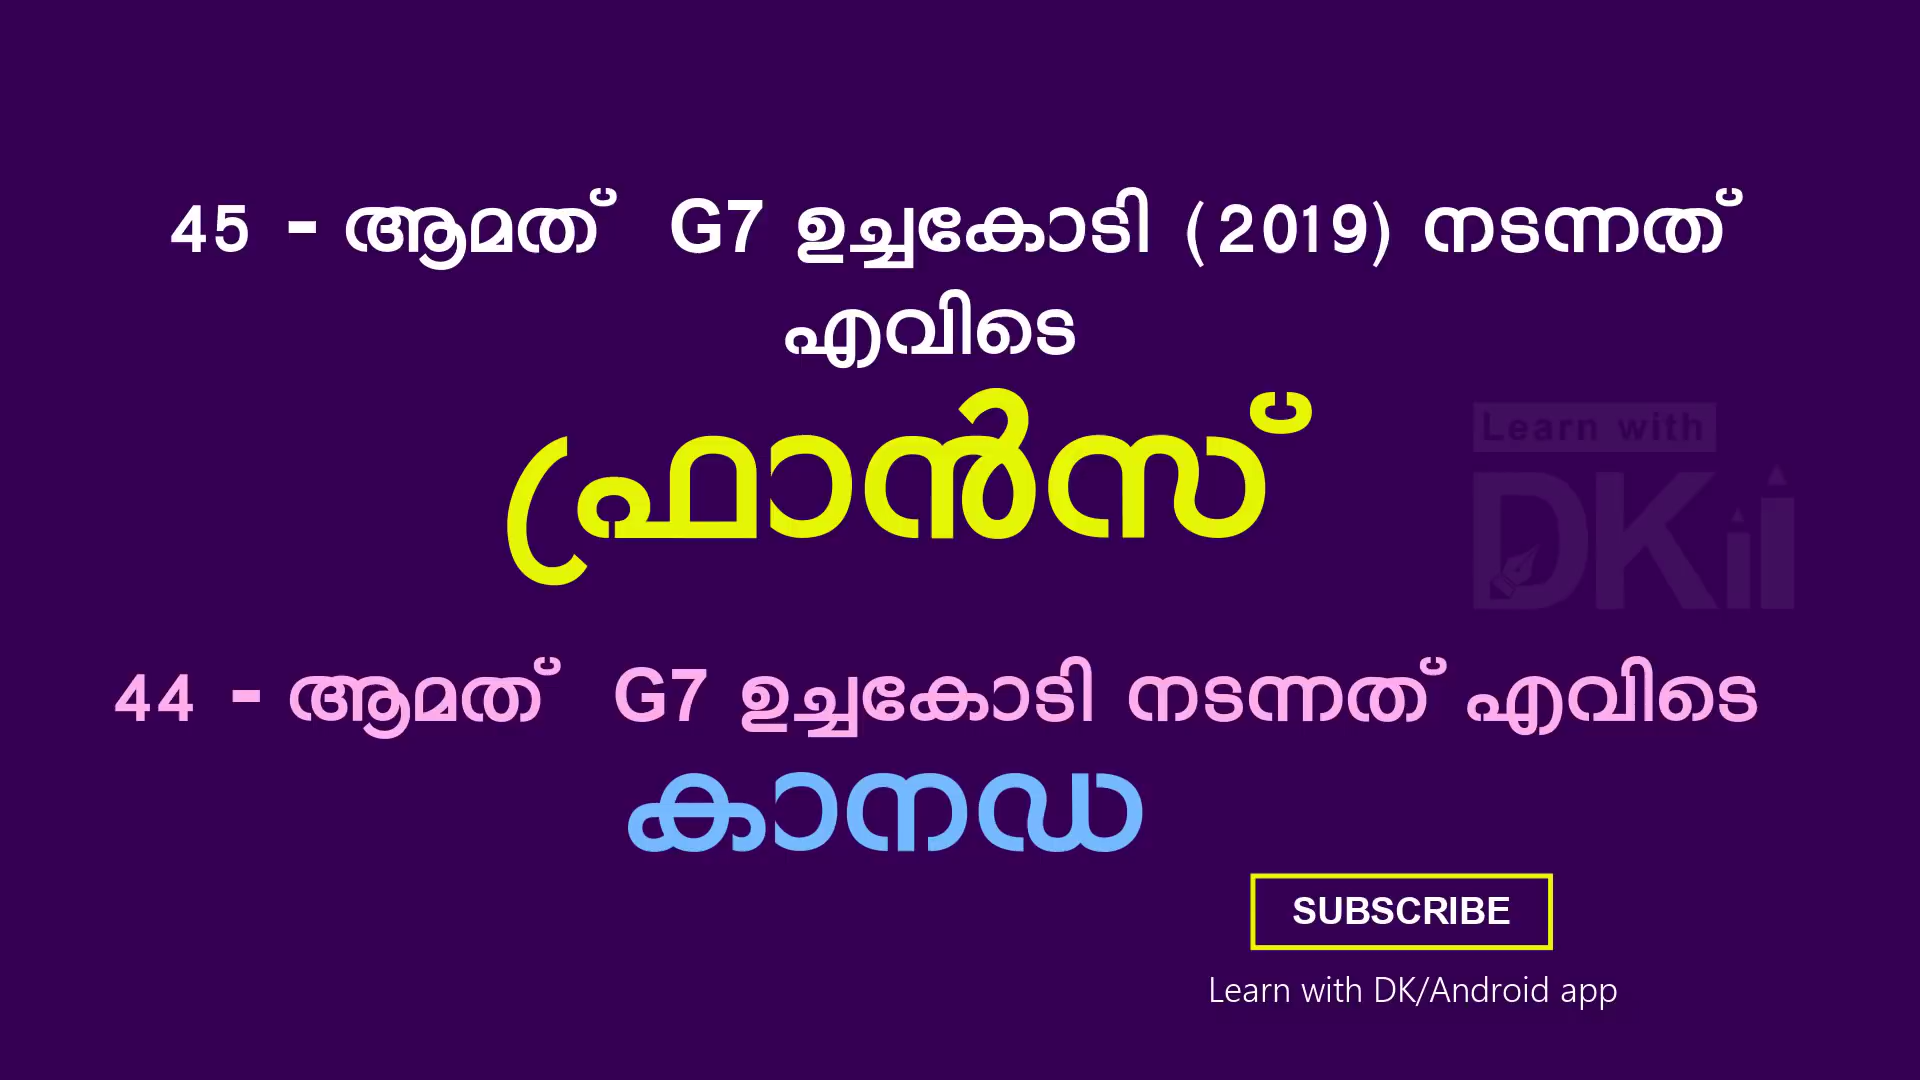 45 - ആമത് G7 ഉച്ചകോടി (2019) നടന്നത്
എവിടെ
ഫ്രാൻസ്
Learn with
DK
44 - ആമത് G7 ഉച്ചകോടി നടന്നത് എവിടെ
കാനഡ
SUBSCRIBE
Learn with DK/Android app